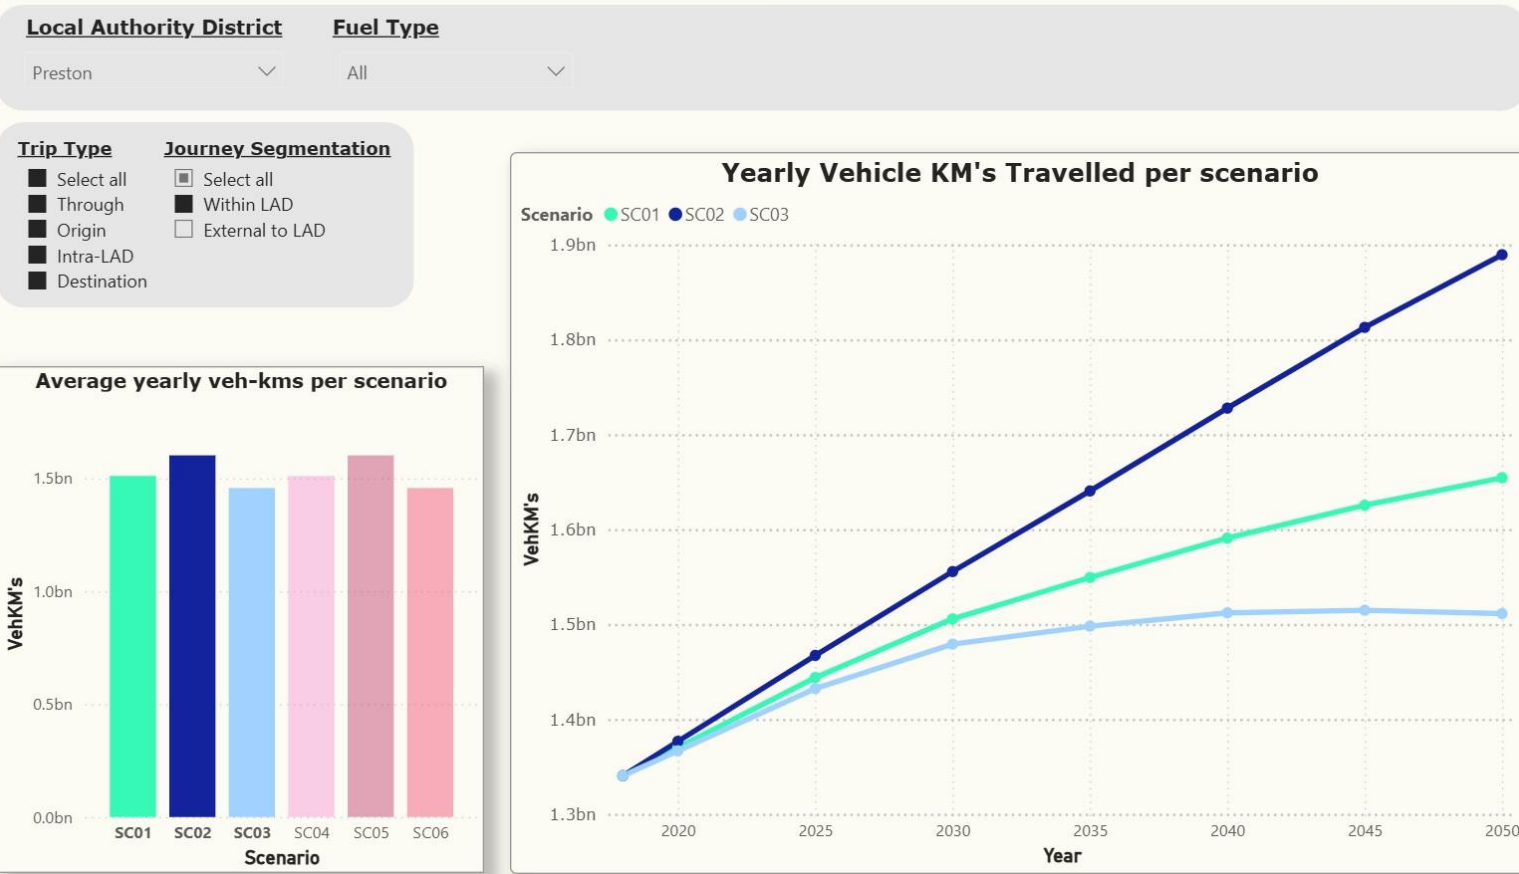 Local Authority District
Fuel Type
Preston
All
Trip Type
Journey Segmentation
Select all
Select all
Through
Within LAD
Origin
External to LAD
Intra-LAD
Destination
Average yearly veh-kms per scenario
1.5bn
1.0bn
0.5bn
0.0bn
VehKM's
SC01 SC02 SC03 SC04 SC05 SC06
Scenario
Yearly Vehicle KM's Travelled per scenario
Scenario SC01 SC02 SC03
1.9bn
1.8bn
1.7bn
1.6bn
1.5bn
1.4bn
1.3bn
VehKM's
2020 2025 2030 2035 2040 2045 2050
Year